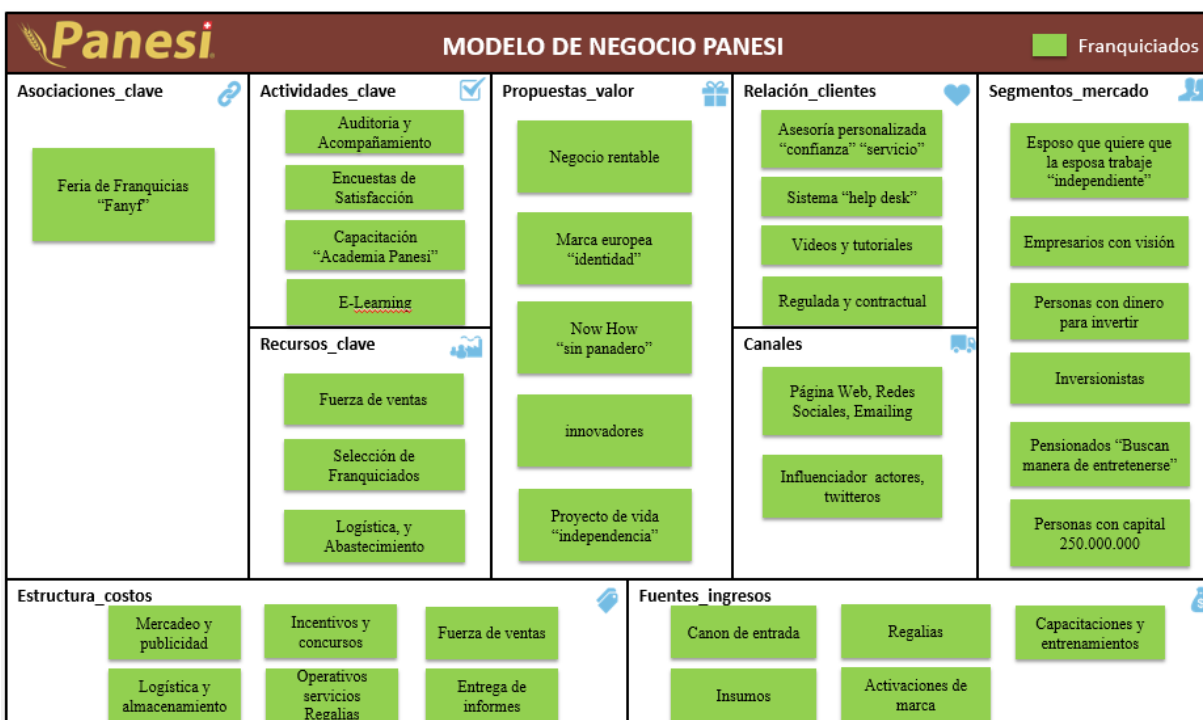 Panesi
MODELO DE NEGOCIO PANESI
Franquiciados
Asociaciones_clave
Feria de Franquicias
“Fanyf”
Actividades_clave
Auditoria y
Acompañamiento
Encuestas de
Satisfacción
Capacitación
“Academia Panesi”
E-Learning
Recursos_clave
Fuerza de ventas
Selección de
Franquiciados
Logística, y
Abastecimiento
Propuestas_valor
Negocio rentable
Marca europea
“identidad”
Now How
“sin panadero”
innovadores
Proyecto de vida
“independencia”
Relación_clientes
Asesoría personalizada
“confianza” “servicio”
Sistema “help desk”
Videos y tutoriales
Regulada y contractual
Canales
Página Web, Redes
Sociales, Emailing
Influenciador actores,
twitteros
Segmentos_mercado
Esposo que quiere que
la esposa trabaje
“independiente”
Empresarios con visión
Personas con dinero
para invertir
Inversionistas
Pensionados “Buscan
manera de entretenerse”
Personas con capital
250.000.000
Estructura_costos
Mercadeo y
publicidad
Incentivos y
concursos
Fuerza de ventas
Logística y
almacenamiento
Operativos
servicios
Regalias
Entrega de
informes
Fuentes_ingresos
Canon de entrada
Regalias
Capacitaciones y
entrenamientos
Insumos
Activaciones de
marca